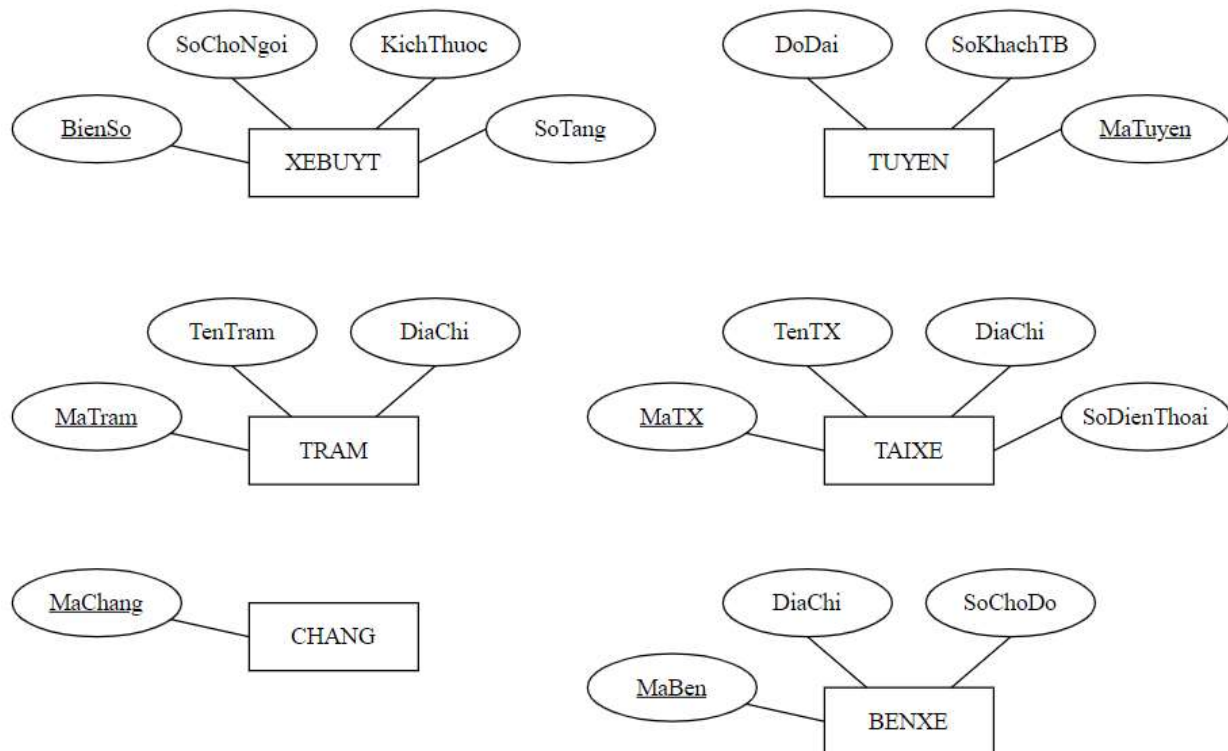 SoChoNgoi
KichThuoc
BienSo
SoTang
XEBUYT
DoDai
SoKhachTB
MaTuyen
TUYEN
TenTram
DiaChi
MaTram
TRAM
TenTX
DiaChi
MaTX
SoDienThoai
TAIXE
MaChang
CHANG
DiaChi
SoChoDo
MaBen
BENXE